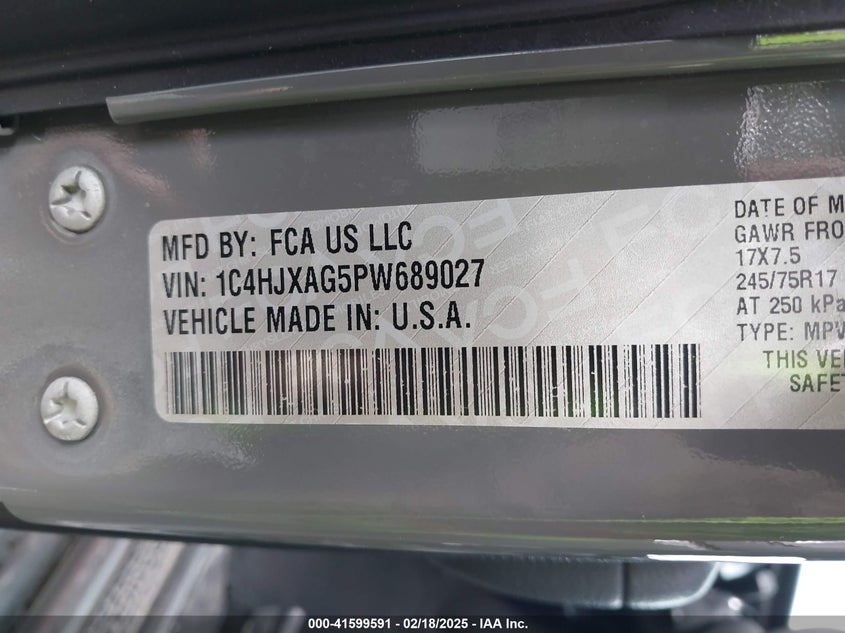 MFD BY: FCA US LLC
VIN: 1C4HJXAG5PW689027
VEHICLE MADE IN: U.S.A.
DATE OF M
GAWR FRO
17X7.5
245/75R17
AT 250 kPa
TYPE: MPV
THIS VE
SAFET
000-41599591 - 02/18/2025 - IAA Inc.